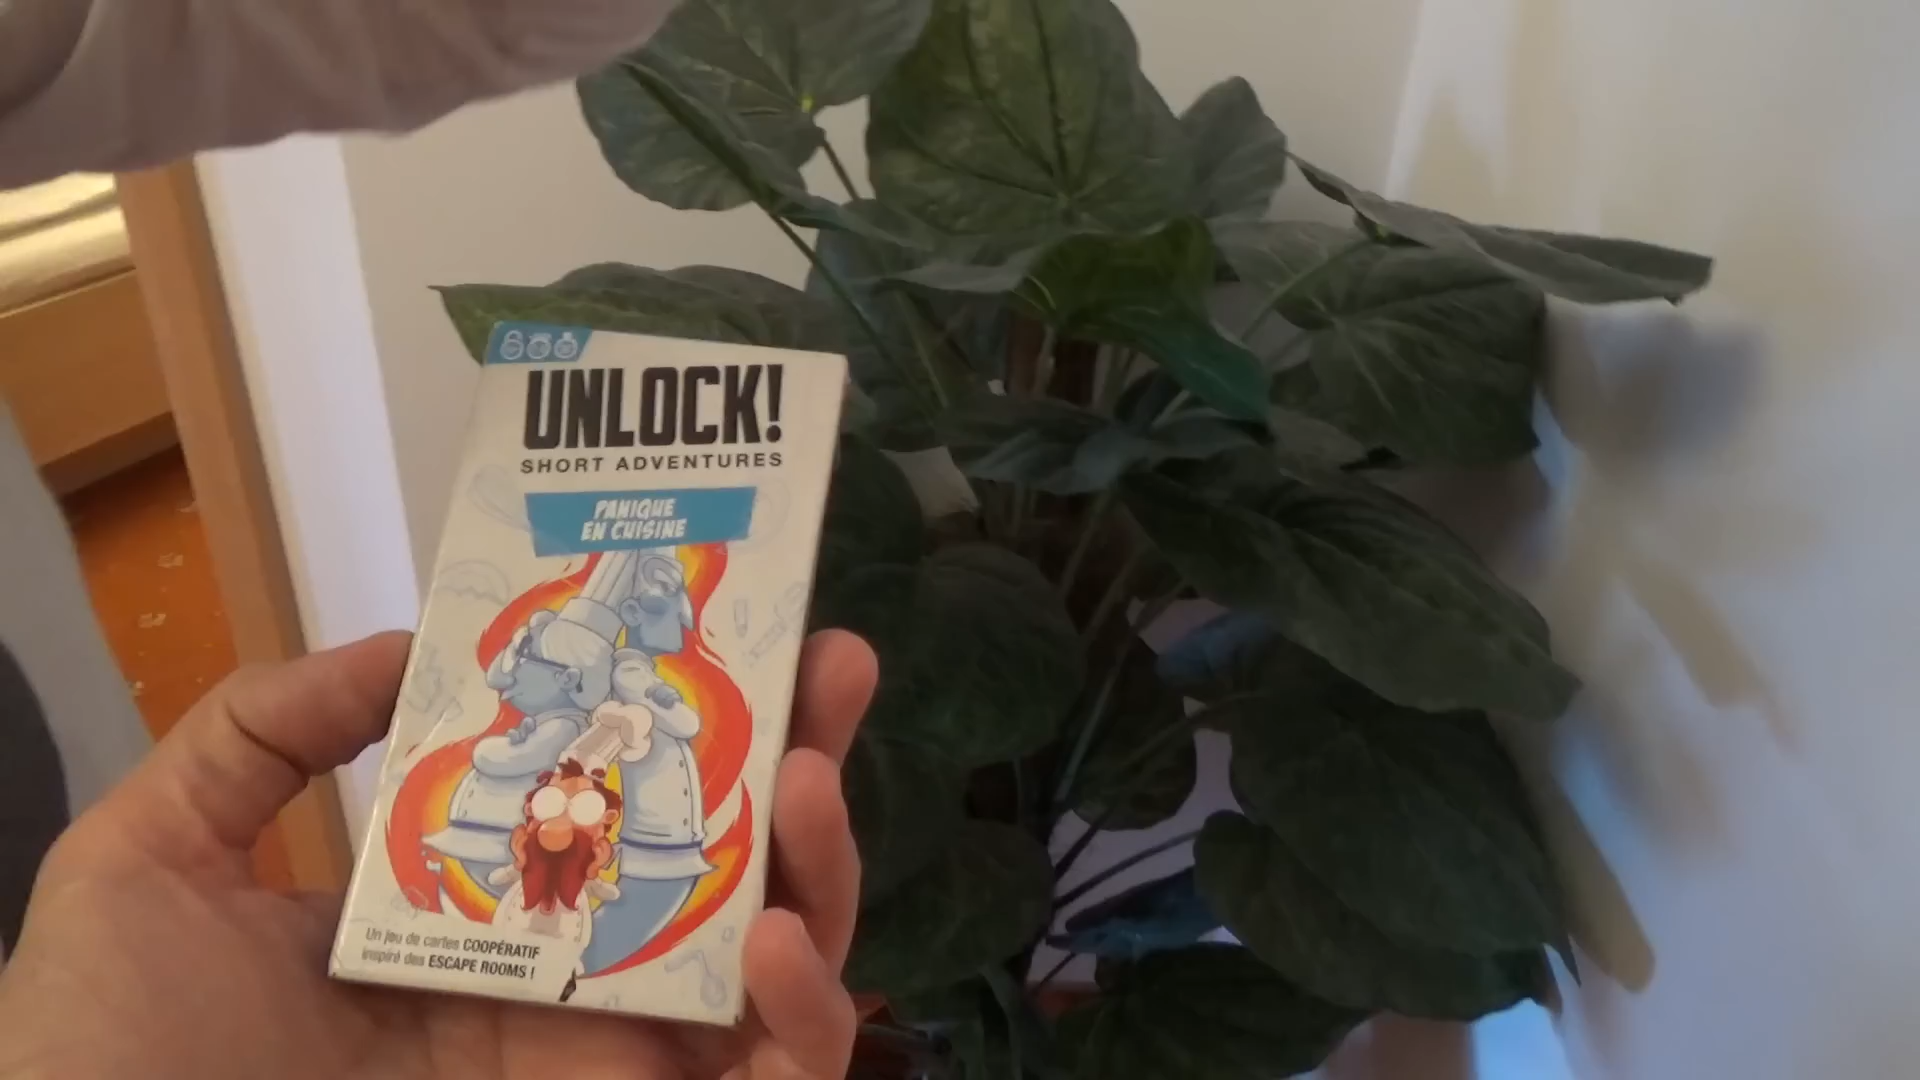 UNLOCK!
SHORT ADVENTURES
PANIQUE
EN CUISINE
Un jeu de cartes COOPÉRATIF
inspiré des ESCAPE ROOMS !